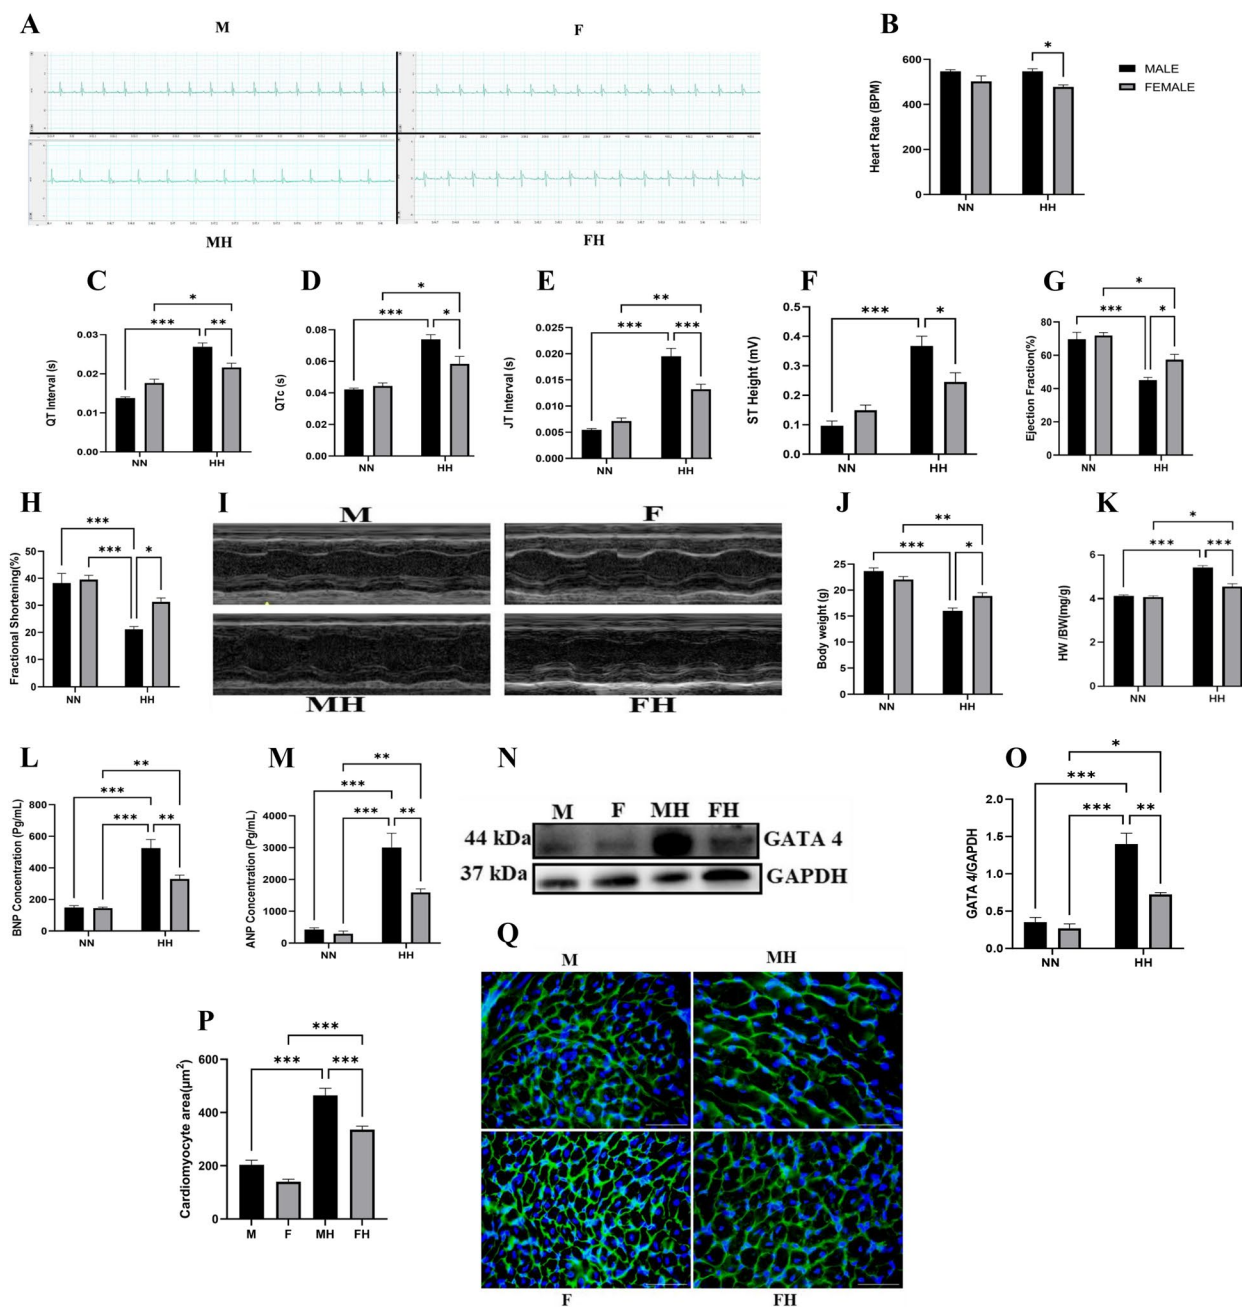 A
M
F
MH
FH
B
*
600
400
200
0
NN
HH
Heart Rate (BPM)
MALE
FEMALE
C
*
*** **
0.03
0.02
0.01
0.00
QT Interval (s)
NN
HH
D
*
*** *
0.08
0.06
0.04
0.02
0.00
QTc (s)
NN
HH
E
**
*** ***
0.025
0.020
0.015
0.010
0.005
0.000
JT Interval (s)
NN
HH
F
*** *
0.5
0.4
0.3
0.2
0.1
0.0
ST Height (mV)
NN
HH
G
*
*** *
80
60
40
20
0
Ejection Fraction(%)
NN
HH
H
***
*** *
50
40
30
20
10
0
Fractional Shortening(%)
NN
HH
I
M
F
MH
FH
J
**
*** *
25
20
15
10
5
0
Body weight (g)
NN
HH
K
*
*** ***
6
4
2
0
HW /BW(mg/g)
NN
HH
L
**
***
*** **
800
600
400
200
0
BNP Concentration (Pg/mL)
NN
HH
M
**
***
*** **
4000
3000
2000
1000
0
ANP Concentration (Pg/mL)
NN
HH
N
M F MH FH
44 kDa GATA 4
37 kDa GAPDH
O
*
***
*** **
2.0
1.5
1.0
0.5
0.0
GATA 4/GAPDH
NN
HH
P
***
*** ***
600
400
200
0
Cardiomyocyte area(µm2)
M F MH FH
Q
M
MH
F
FH